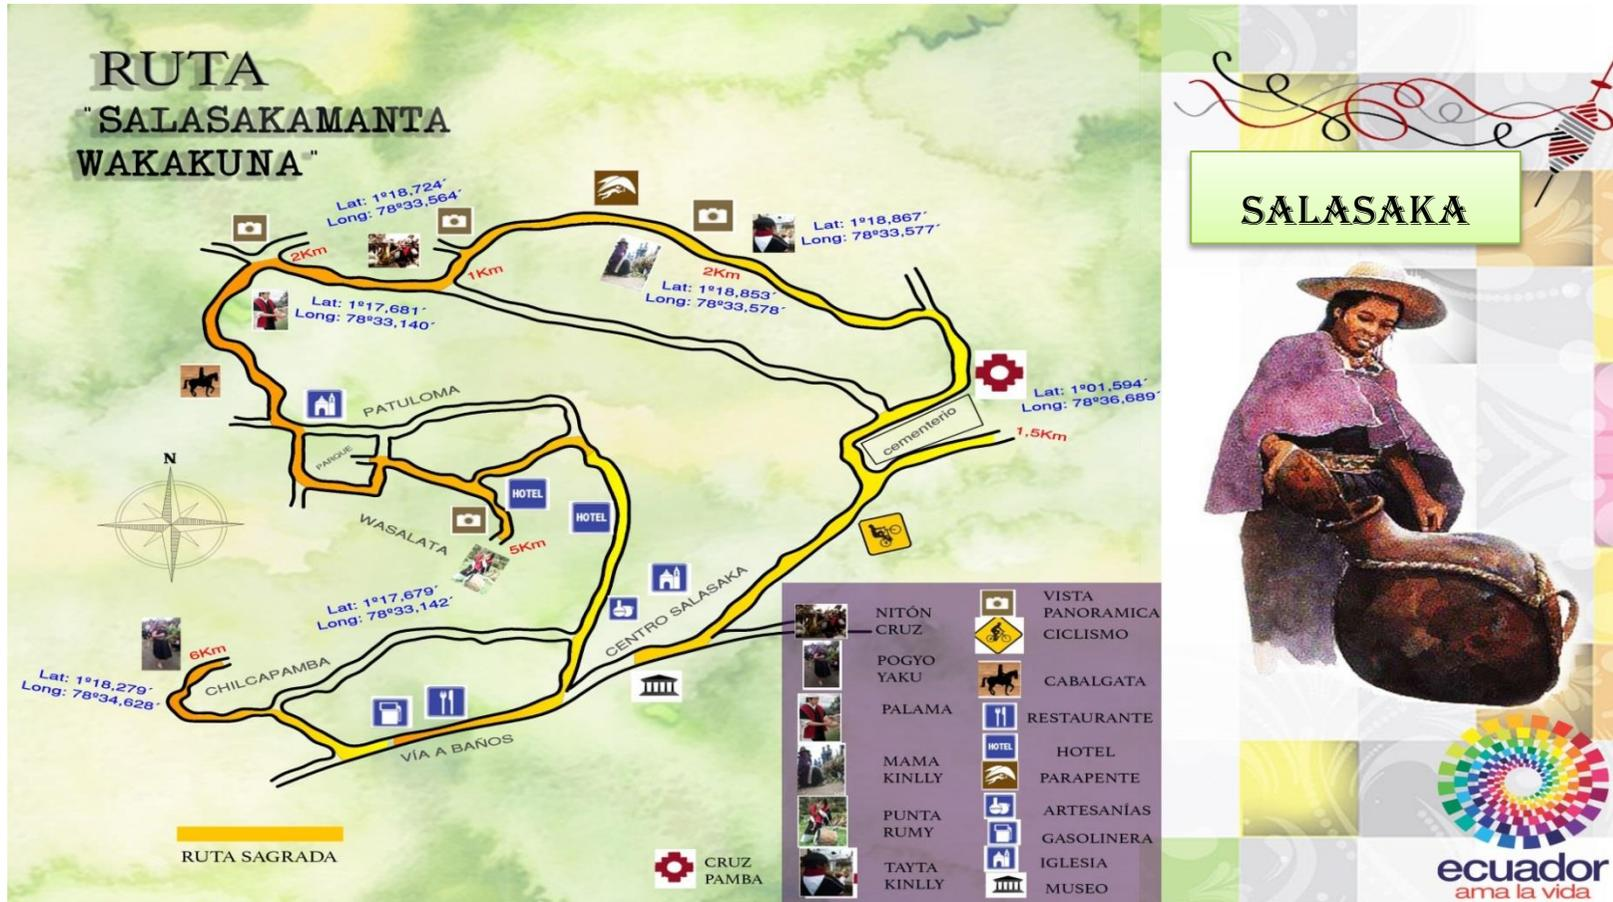 RUTA
"SALASAKAMANTA
WAKAKUNA"
Lat: 1º18,724´
Long: 78º33,564´
2Km
1Km
Lat: 1º18,867´
Long: 78º33,577´
2Km
Lat: 1º18,853´
Long: 78º33,578´
Lat: 1º17,681´
Long: 78º33,140´
Lat: 1º01,594´
Long: 78º36,689´
1,5Km
cementerio
PATULOMA
PARQUE
N
HOTEL
HOTEL
WASALATA
5Km
Lat: 1º17,679´
Long: 78º33,142´
CENTRO SALASAKA
6Km
CHILCAPAMBA
Lat: 1º18,279´
Long: 78º34,628´
VÍA A BAÑOS
RUTA SAGRADA
CRUZ
PAMBA
NITÓN
CRUZ
POGYO
YAKU
PALAMA
MAMA
KINLLY
PUNTA
RUMY
TAYTA
KINLLY
VISTA
PANORAMICA
CICLISMO
CABALGATA
RESTAURANTE
HOTEL
HOTEL
PARAPENTE
ARTESANÍAS
GASOLINERA
IGLESIA
MUSEO
SALASAKA
ecuador
ama la vida